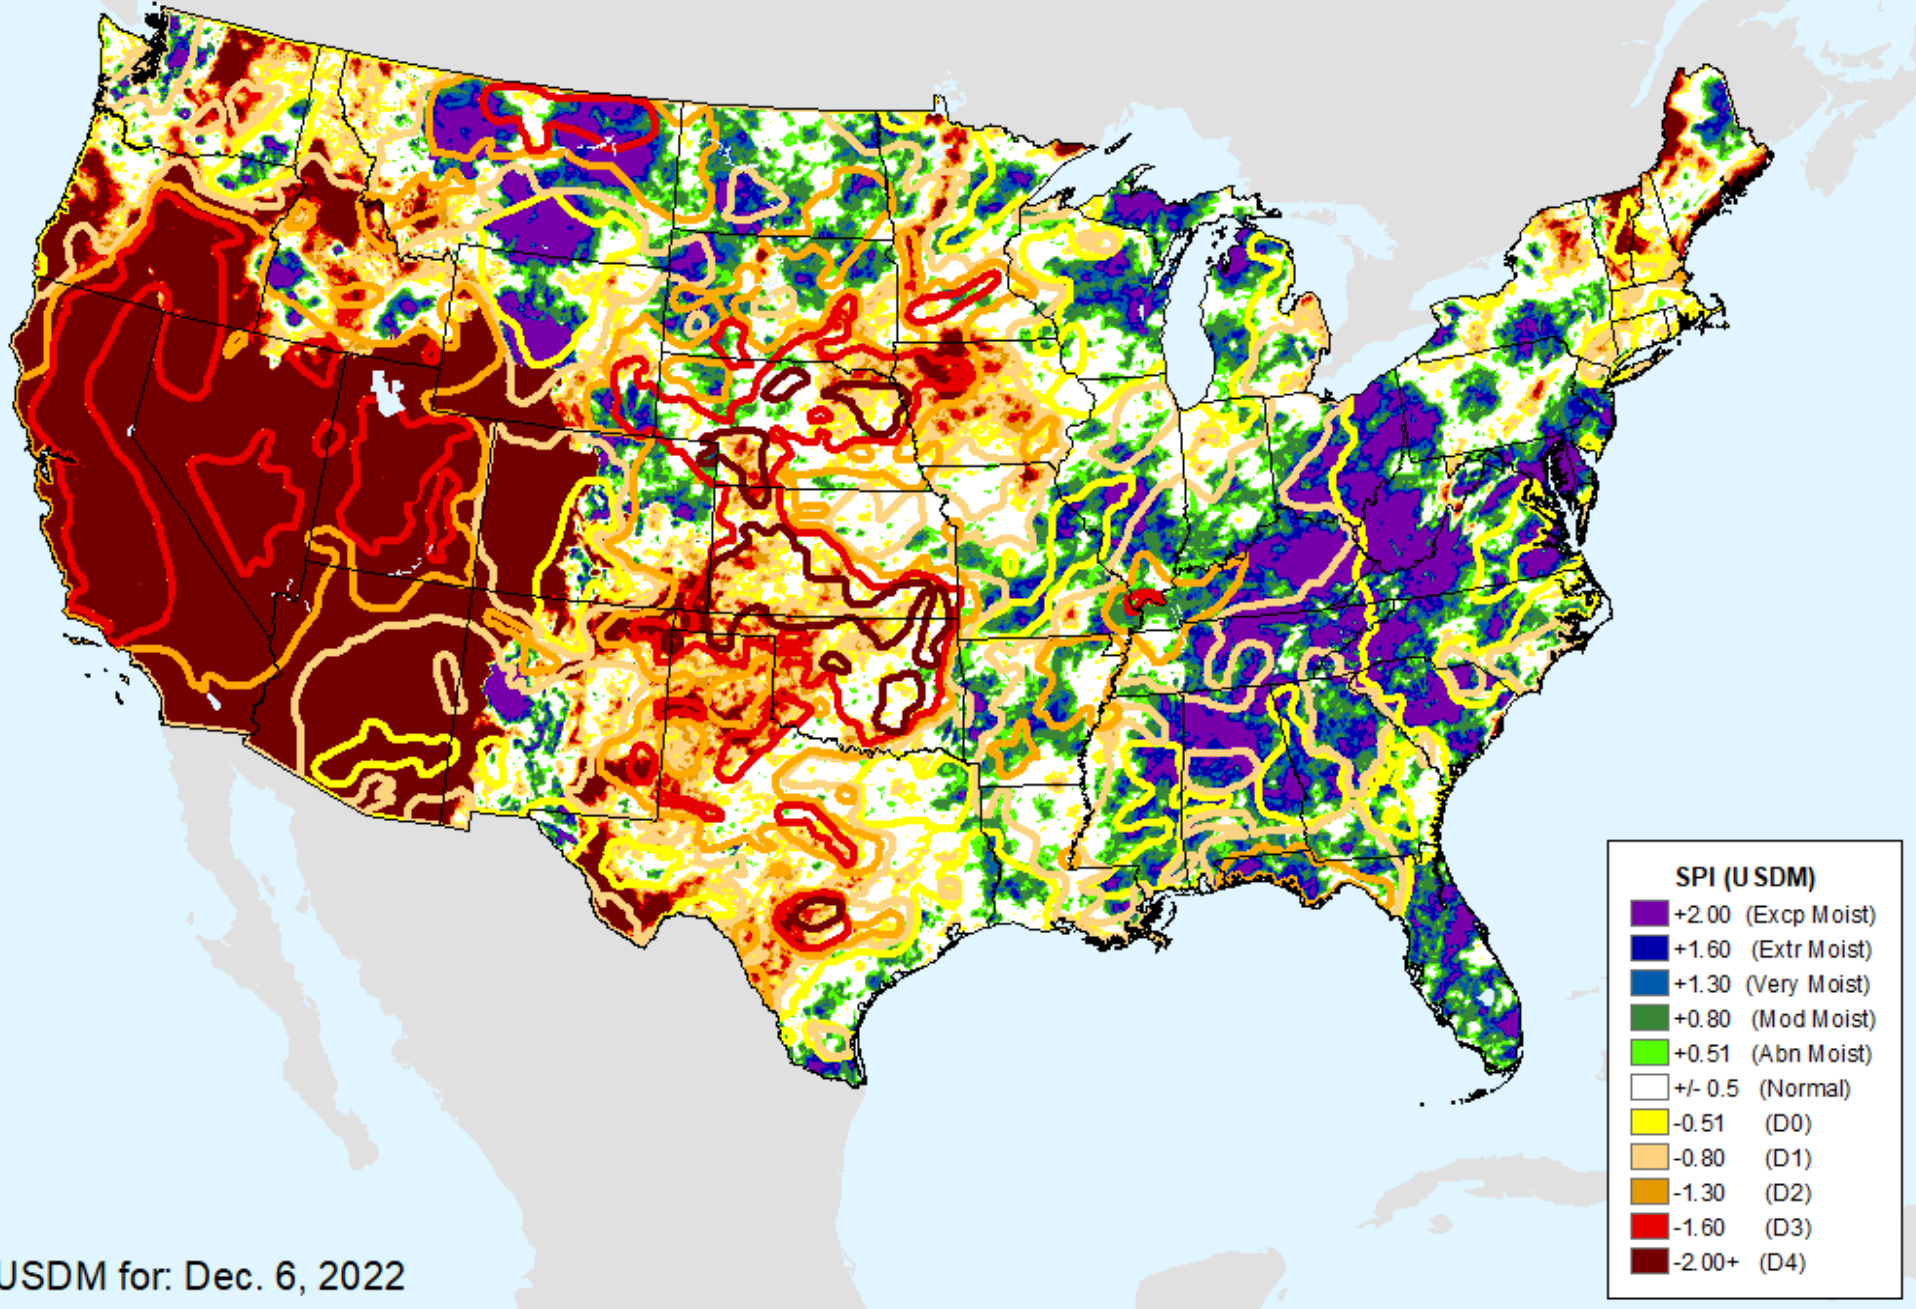 SPI (USDM)
+2.00 (Excp Moist)
+1.60 (Extr Moist)
+1.30 (Very Moist)
+0.80 (Mod Moist)
+0.51 (Abn Moist)
+/- 0.5 (Normal)
-0.51 (D0)
-0.80 (D1)
-1.30 (D2)
-1.60 (D3)
-2.00+ (D4)
USDM for: Dec. 6, 2022